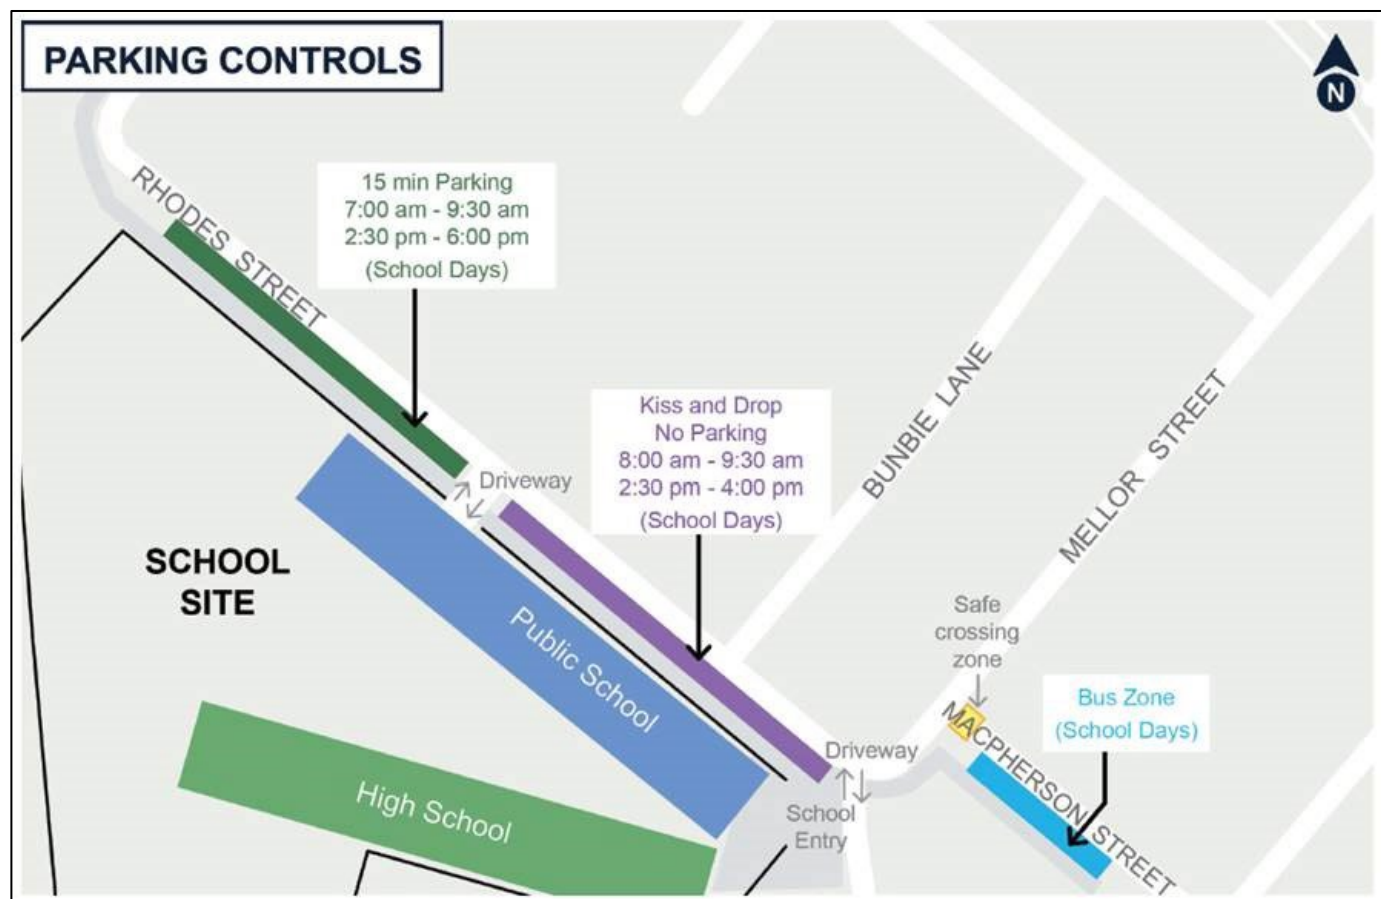 PARKING CONTROLS
N
RHODES STREET
15 min Parking
7:00 am - 9:30 am
2:30 pm - 6:00 pm
(School Days)
Kiss and Drop
No Parking
8:00 am - 9:30 am
2:30 pm - 4:00 pm
(School Days)
BUNBIE LANE
MELLOR STREET
Driveway
SCHOOL
SITE
Public School
High School
Safe
crossing
zone
MACPHERSON STREET
Bus Zone
(School Days)
Driveway
School
Entry